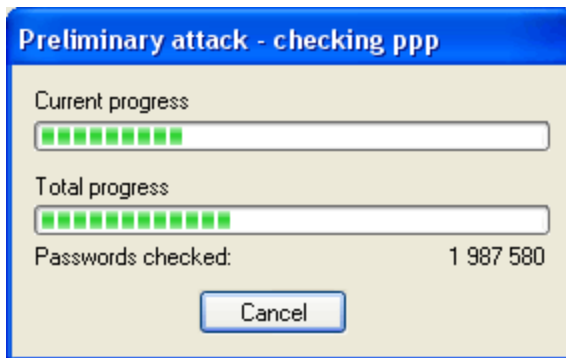 Preliminary attack - checking ppp
Current progress
Total progress
Passwords checked: 1 987 580
Cancel